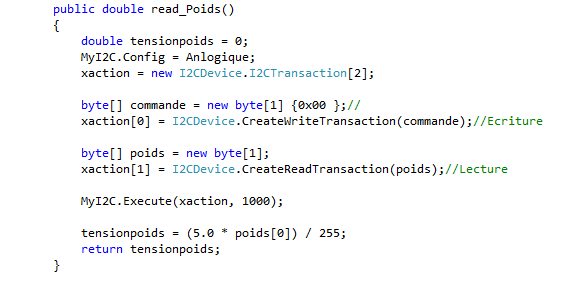 public double read_Poids()
{
double tensionpoids = 0;
MyI2C.Config = Anlogique;
xaction = new I2CDevice.I2CTransaction[2];
byte[] commande = new byte[1] {0x00 };//
xaction[0] = I2CDevice.CreateWriteTransaction(commande);//Ecriture
byte[] poids = new byte[1];
xaction[1] = I2CDevice.CreateReadTransaction(poids);//Lecture
MyI2C.Execute(xaction, 1000);
tensionpoids = (5.0 * poids[0]) / 255;
return tensionpoids;
}